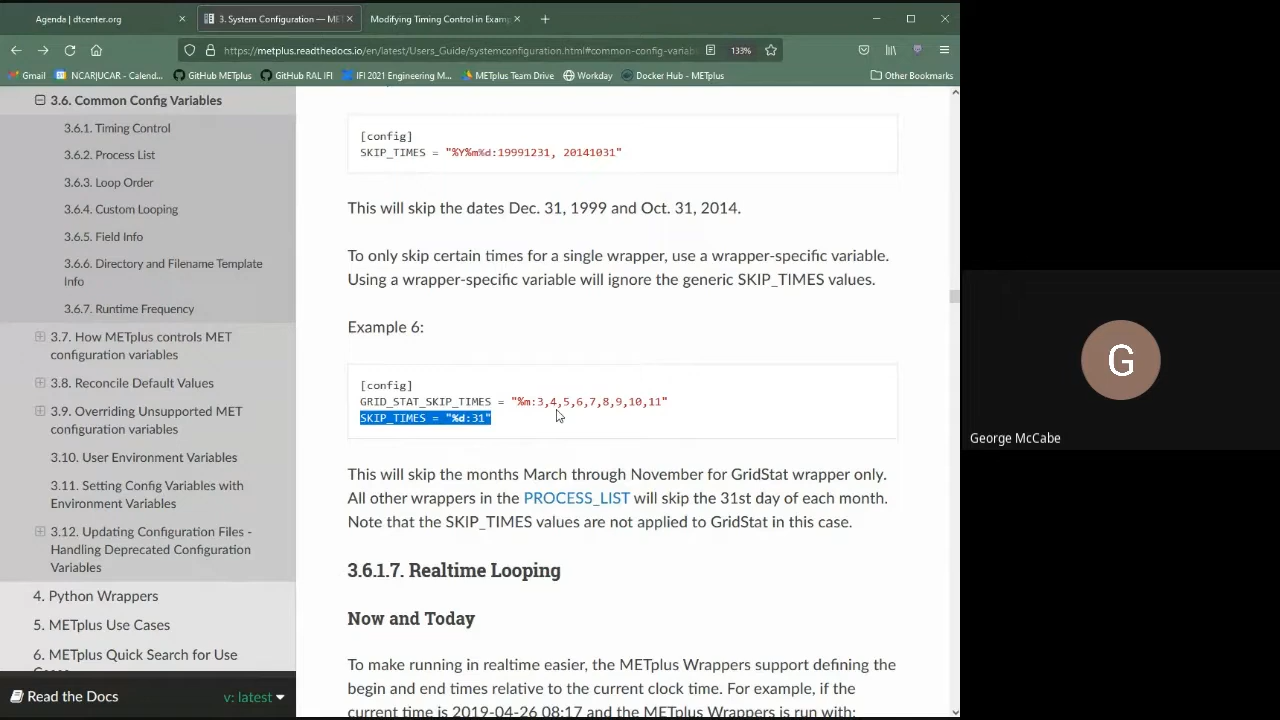 Agenda | dtcenter.org
3. System Configuration — MET
Modifying Timing Control in Examp
https://metplus.readthedocs.io/en/latest/Users_Guide/systemconfiguration.html#common-config-variab
133%
Gmail
NCAR|UCAR - Calend...
GitHub METplus
GitHub RAL IFI
IFI 2021 Engineering M...
METplus Team Drive
Workday
Docker Hub - METplus
Other Bookmarks
3.6. Common Config Variables
3.6.1. Timing Control
3.6.2. Process List
3.6.3. Loop Order
3.6.4. Custom Looping
3.6.5. Field Info
3.6.6. Directory and Filename Template
Info
3.6.7. Runtime Frequency
3.7. How METplus controls MET
configuration variables
3.8. Reconcile Default Values
3.9. Overriding Unsupported MET
configuration variables
3.10. User Environment Variables
3.11. Setting Config Variables with
Environment Variables
3.12. Updating Configuration Files -
Handling Deprecated Configuration
Variables
4. Python Wrappers
5. METplus Use Cases
6. METplus Quick Search for Use
Read the Docs
v: latest
[config]
SKIP_TIMES = "%Y%m%d:19991231, 20141031"
This will skip the dates Dec. 31, 1999 and Oct. 31, 2014.
To only skip certain times for a single wrapper, use a wrapper-specific variable.
Using a wrapper-specific variable will ignore the generic SKIP_TIMES values.
Example 6:
[config]
GRID_STAT_SKIP_TIMES = "%m:3,4,5,6,7,8,9,10,11"
SKIP_TIMES = "%d:31"
This will skip the months March through November for GridStat wrapper only.
All other wrappers in the PROCESS_LIST will skip the 31st day of each month.
Note that the SKIP_TIMES values are not applied to GridStat in this case.
3.6.1.7. Realtime Looping
Now and Today
To make running in realtime easier, the METplus Wrappers support defining the
begin and end times relative to the current clock time. For example, if the
current time is 2019-04-26 08:17 and the METplus Wrappers is run with:
G
George McCabe